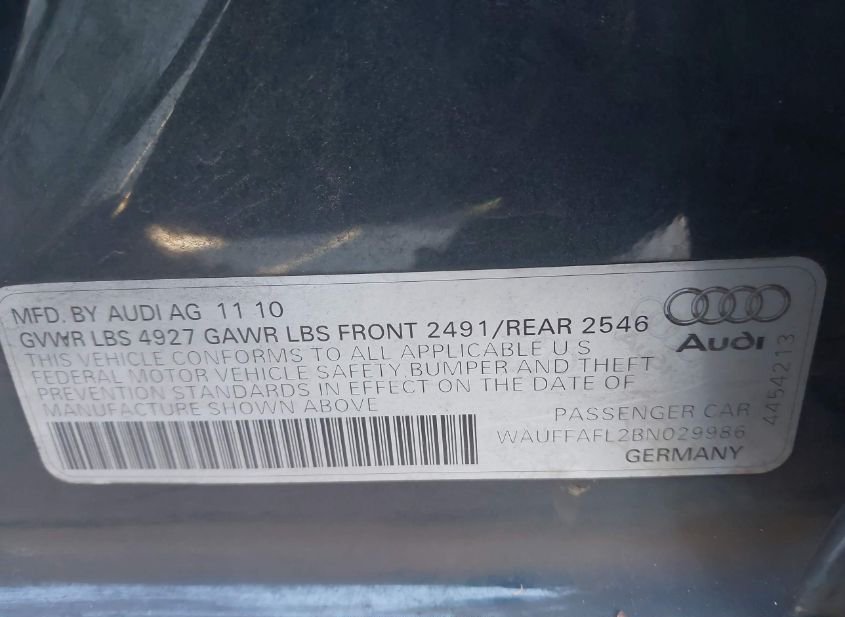 MFD. BY AUDI AG 11 10
GVWR LBS 4927 GAWR LBS FRONT 2491/REAR 2546
THIS VEHICLE CONFORMS TO ALL APPLICABLE U S
FEDERAL MOTOR VEHICLE SAFETY BUMPER AND THEFT
PREVENTION STANDARDS IN EFFECT ON THE DATE OF
MANUFACTURE SHOWN ABOVE
Audi
4454213
PASSENGER CAR
WAUFFAFL2BN029986
GERMANY